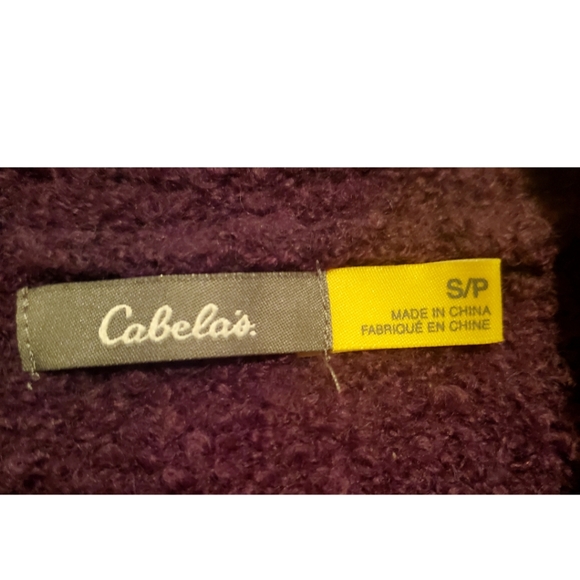 Cabela's.
S/P
MADE IN CHINA
FABRIQUÉ EN CHINE